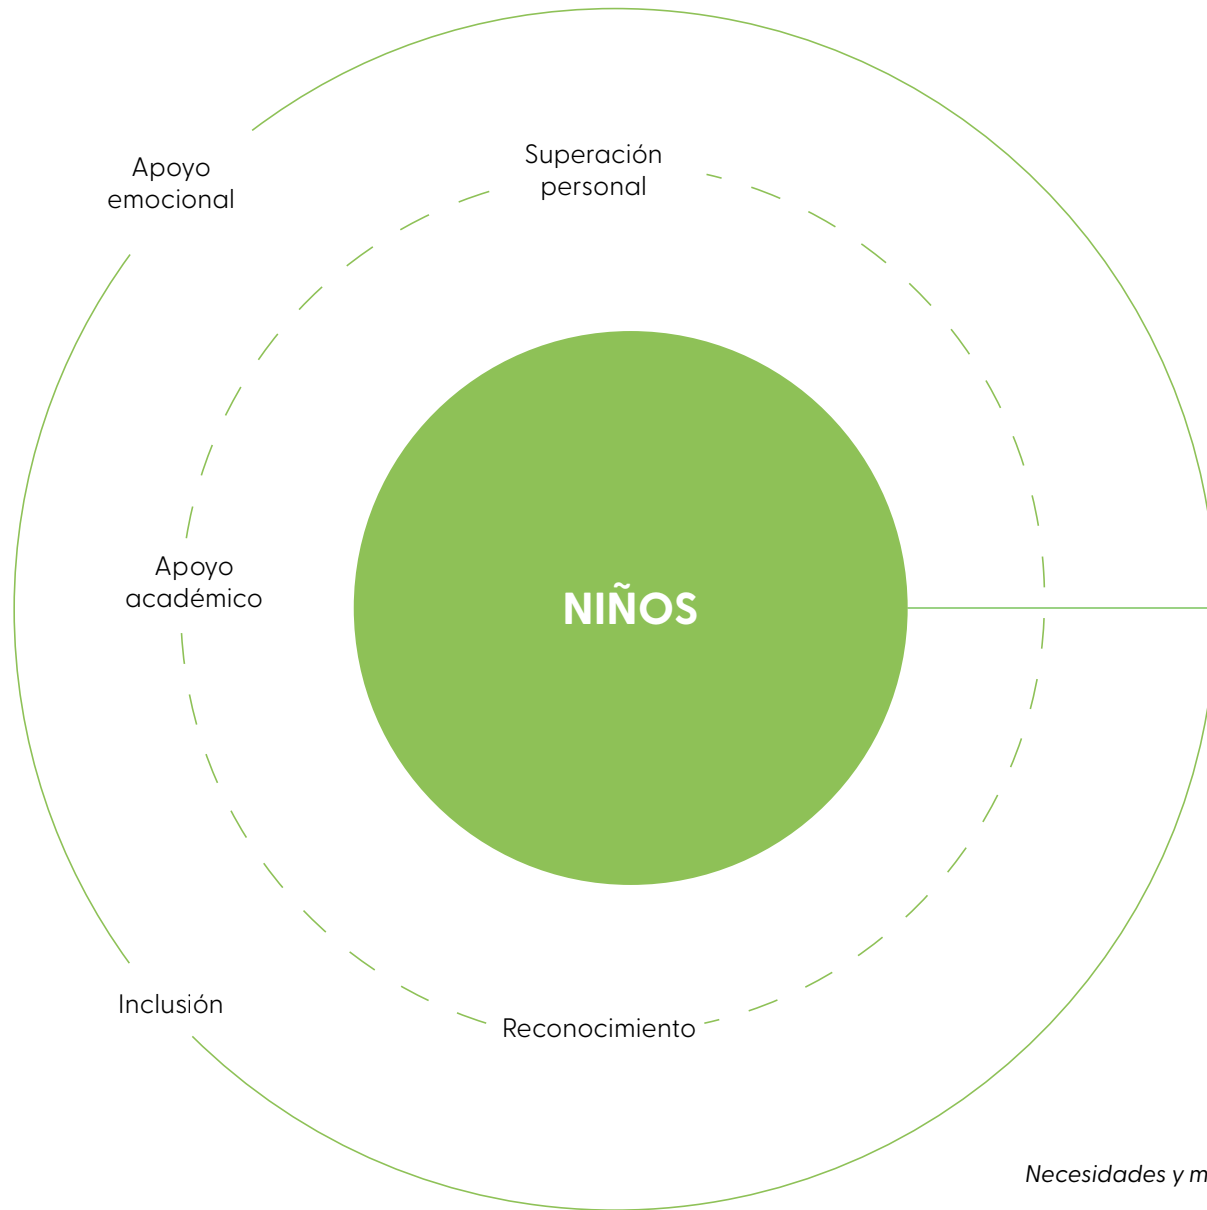 Superación
personal
Apoyo
emocional
Apoyo
académico
NIÑOS
Inclusión
Reconocimiento
Necesidades y m